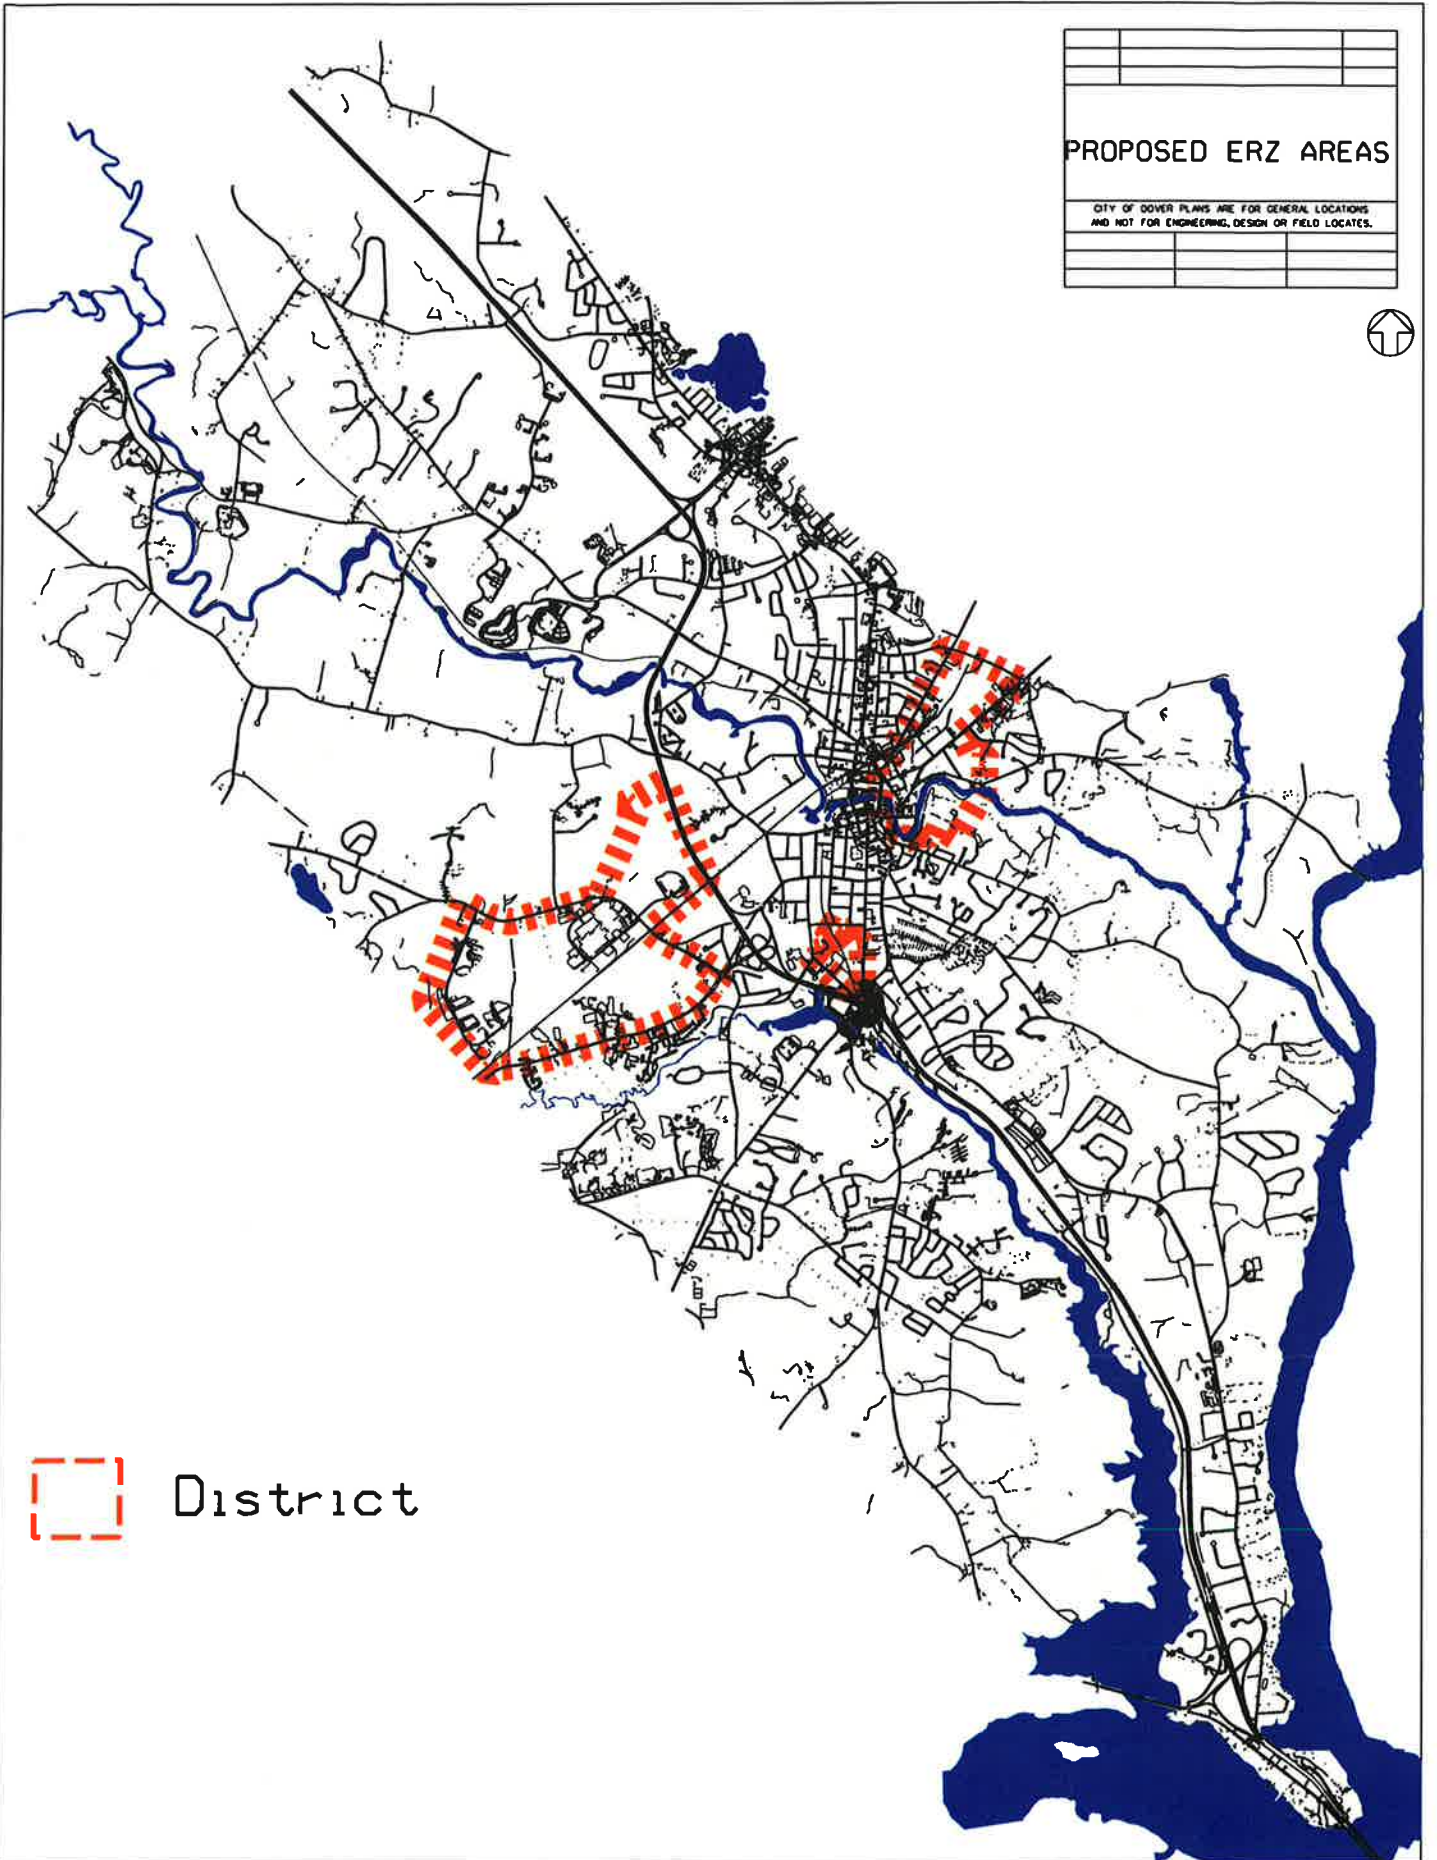 PROPOSED ERZ AREAS
CITY OF DOVER PLANS ARE FOR GENERAL LOCATIONS
AND NOT FOR ENGINEERING, DESIGN OR FIELD LOCATES.
District